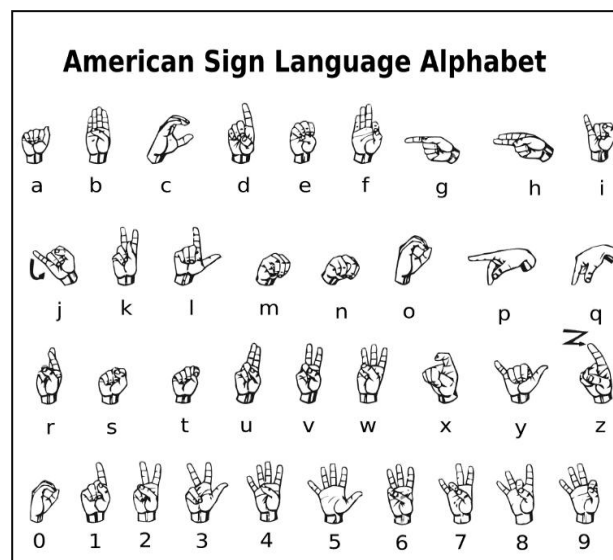 American Sign Language Alphabet
a b c d e f g h i
j k l m n o p q
r s t u v w x y z
0 1 2 3 4 5 6 7 8 9